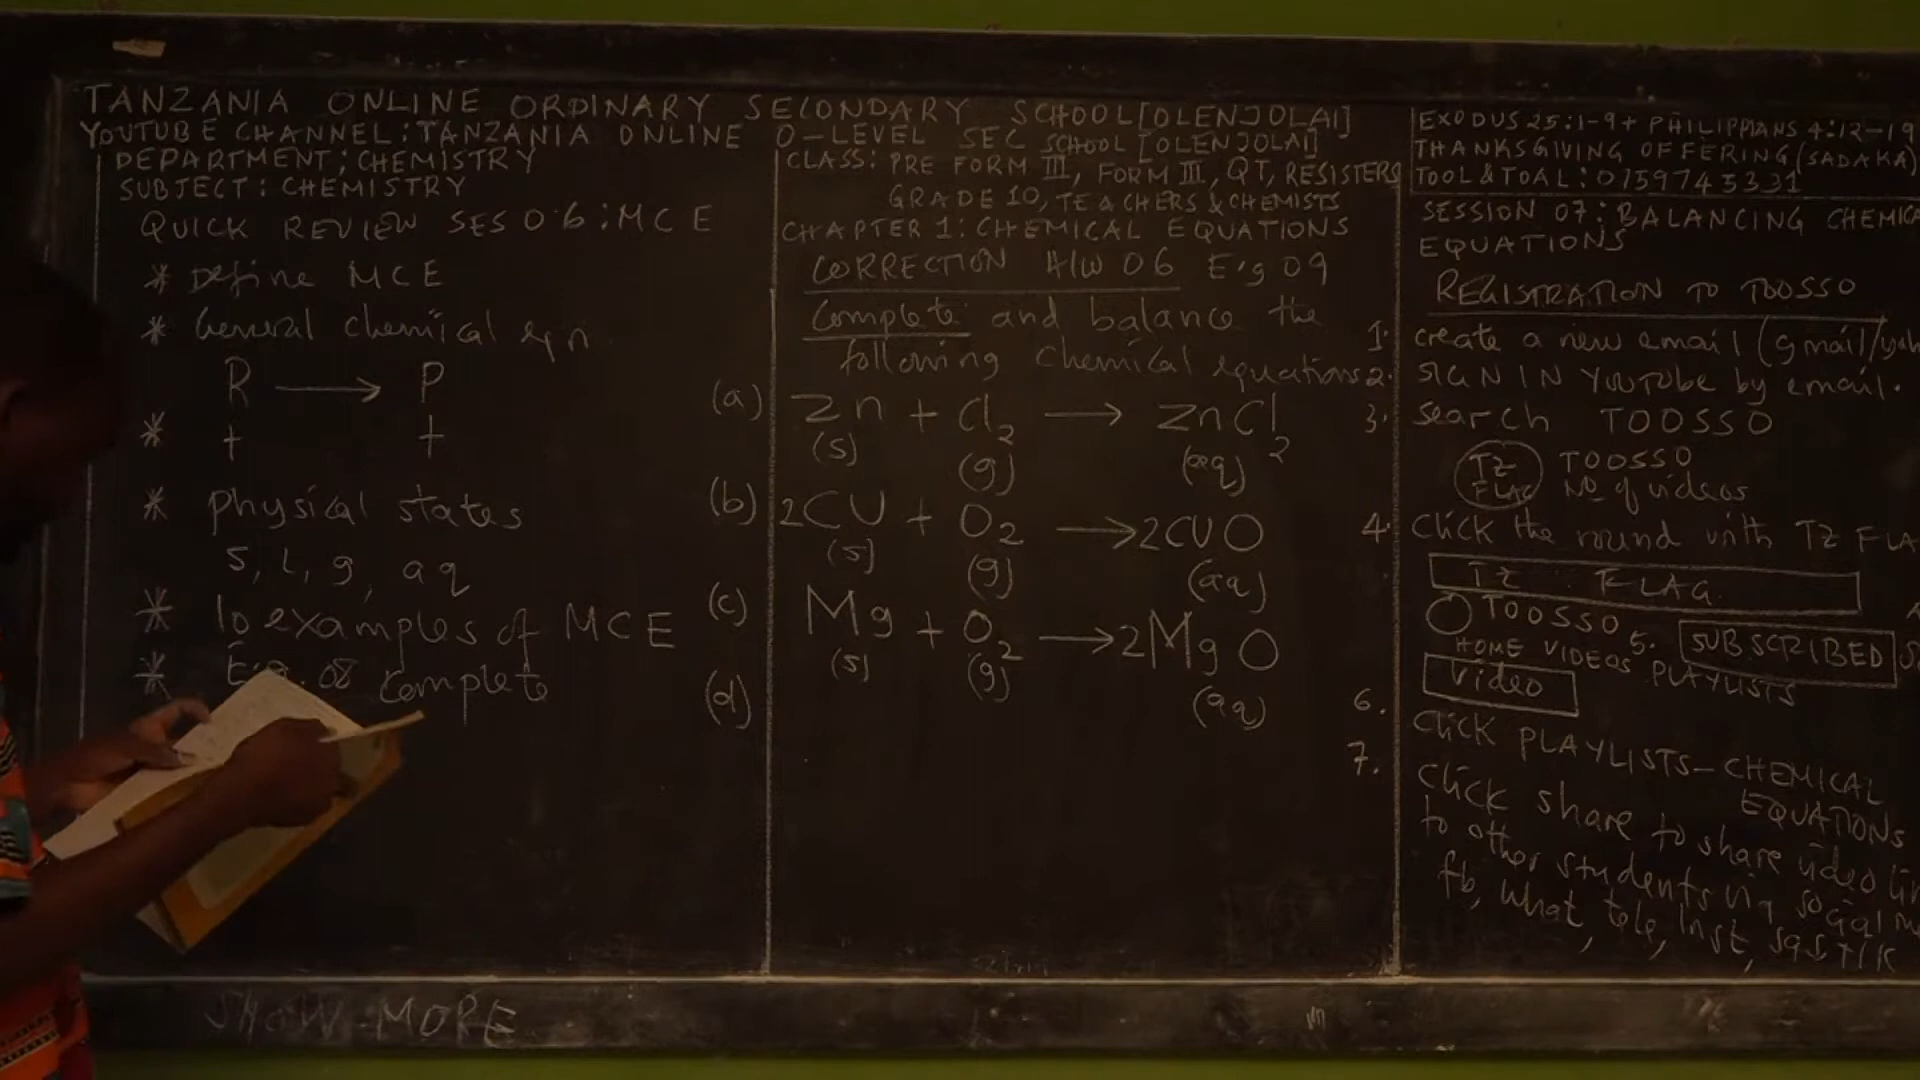 TANZANIA ONLINE ORDINARY SECONDARY SCHOOL[OLENJOLAI]
YOUTUBE CHANNEL: TANZANIA ONLINE O-LEVEL SEC SCHOOL [OLENJOLAI]
DEPARTMENT: CHEMISTRY
SUBJECT: CHEMISTRY
QUICK REVIEW SES 06: MCE
* Define MCE
* General chemical eqn.
R → P
* + +
* physical states
s, l, g, aq
* 10 examples of MCE
* E.g. 08 complete
CLASS: PRE FORM III, FORM III, QT, RESISTERS
GRADE 10, TEACHERS & CHEMISTS
CHAPTER 1: CHEMICAL EQUATIONS
CORRECTION H/W 06 E.g 09
Complete and balance the
following chemical equations
(a) Zn + Cl2 → ZnCl2
(s) (g) (aq)
(b) 2CU + O2 → 2CUO
(s) (g) (aq)
(c) Mg + O2 → 2MgO
(s) (g) (aq)
(d)
EXODUS 25:1-9 + PHILIPPIANS 4:12-19
THANKSGIVING OFFERING (SADAKA)
TOOL & TOAL: 0759743331
SESSION 07: BALANCING CHEMICA
EQUATIONS
REGISTRATION TO TOOSSO
1. create a new email (gmail/yah
2. SIGN IN YOUTUBE by email.
3. search TOOSSO
TZ FLAG TOOSSO
No of videos
4. Click the round with TZ FLA
TZ FLAG
TOOSSO 5. SUBSCRIBED
HOME VIDEOS PLAYLISTS
Video
6. Click PLAYLISTS - CHEMICAL
EQUATIONS
7. Click share to share video lin
to other students in social m
fb, what, tele, Inst,
SHOW MORE